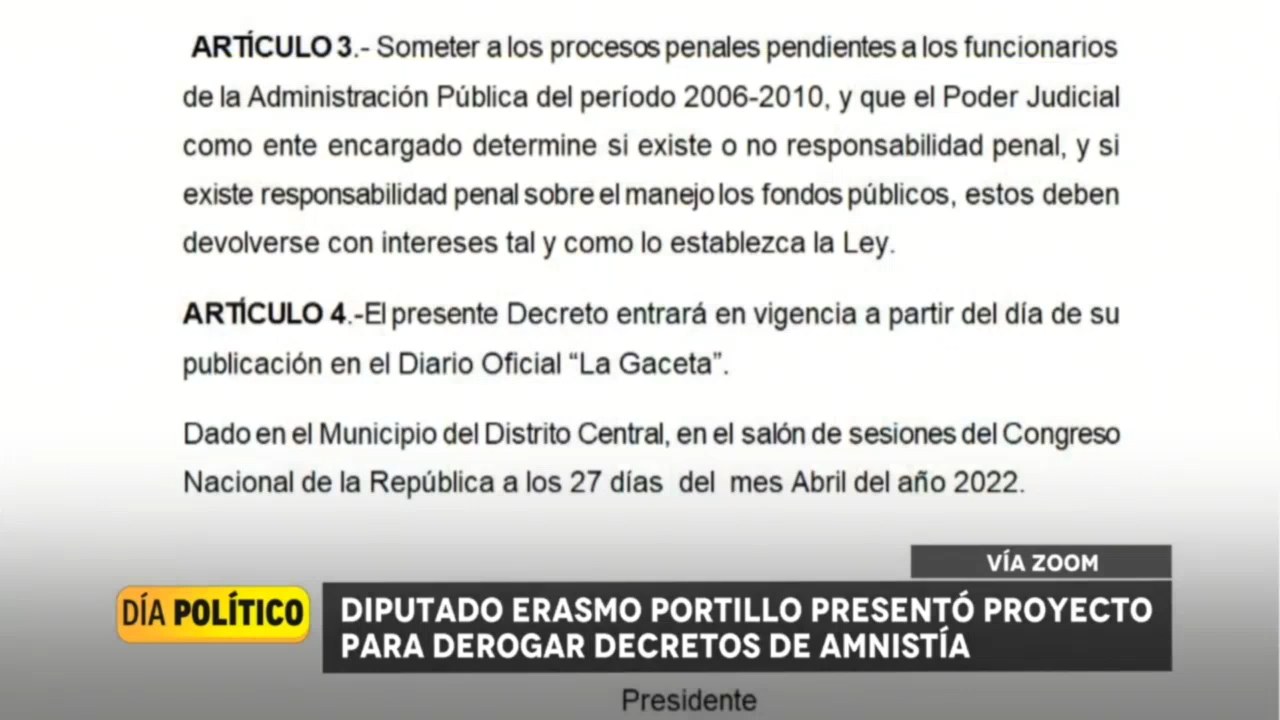 ARTÍCULO 3.- Someter a los procesos penales pendientes a los funcionarios
de la Administración Pública del período 2006-2010, y que el Poder Judicial
como ente encargado determine si existe o no responsabilidad penal, y si
existe responsabilidad penal sobre el manejo los fondos públicos, estos deben
devolverse con intereses tal y como lo establezca la Ley.
ARTÍCULO 4.-El presente Decreto entrará en vigencia a partir del día de su
publicación en el Diario Oficial “La Gaceta”.
Dado en el Municipio del Distrito Central, en el salón de sesiones del Congreso
Nacional de la República a los 27 días del mes Abril del año 2022.
VÍA ZOOM
DÍA POLÍTICO
DIPUTADO ERASMO PORTILLO PRESENTÓ PROYECTO
PARA DEROGAR DECRETOS DE AMNISTÍA
Presidente